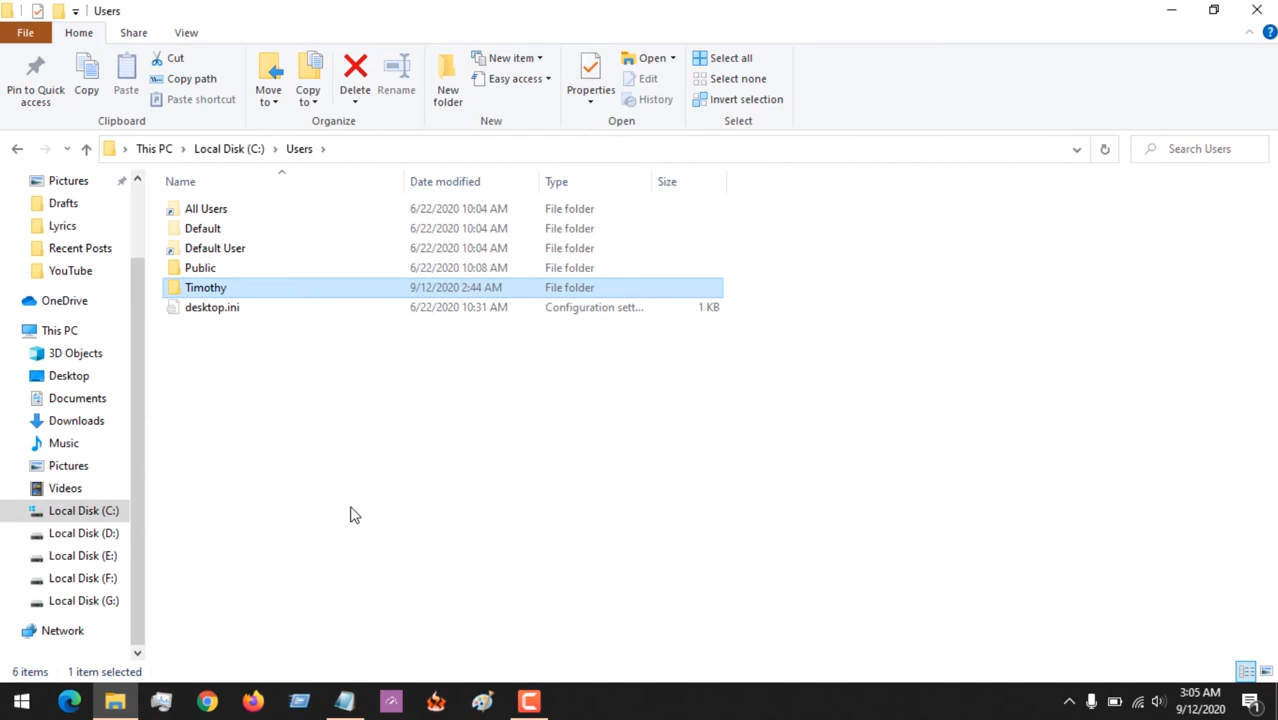 Users
File Home Share View
Pin to Quick access
Copy
Paste
Cut
Copy path
Paste shortcut
Clipboard
Move to
Copy to
Delete
Rename
Organize
New folder
New item
Easy access
New
Properties
Open
Edit
History
Open
Select all
Select none
Invert selection
Select
This PC Local Disk (C:) Users
Search Users
Pictures
Drafts
Lyrics
Recent Posts
YouTube
OneDrive
This PC
3D Objects
Desktop
Documents
Downloads
Music
Pictures
Videos
Local Disk (C:)
Local Disk (D:)
Local Disk (E:)
Local Disk (F:)
Local Disk (G:)
Network
Name Date modified Type Size
All Users 6/22/2020 10:04 AM File folder
Default 6/22/2020 10:04 AM File folder
Default User 6/22/2020 10:04 AM File folder
Public 6/22/2020 10:08 AM File folder
Timothy 9/12/2020 2:44 AM File folder
desktop.ini 6/22/2020 10:31 AM Configuration sett... 1 KB
6 items 1 item selected
3:05 AM
9/12/2020
1